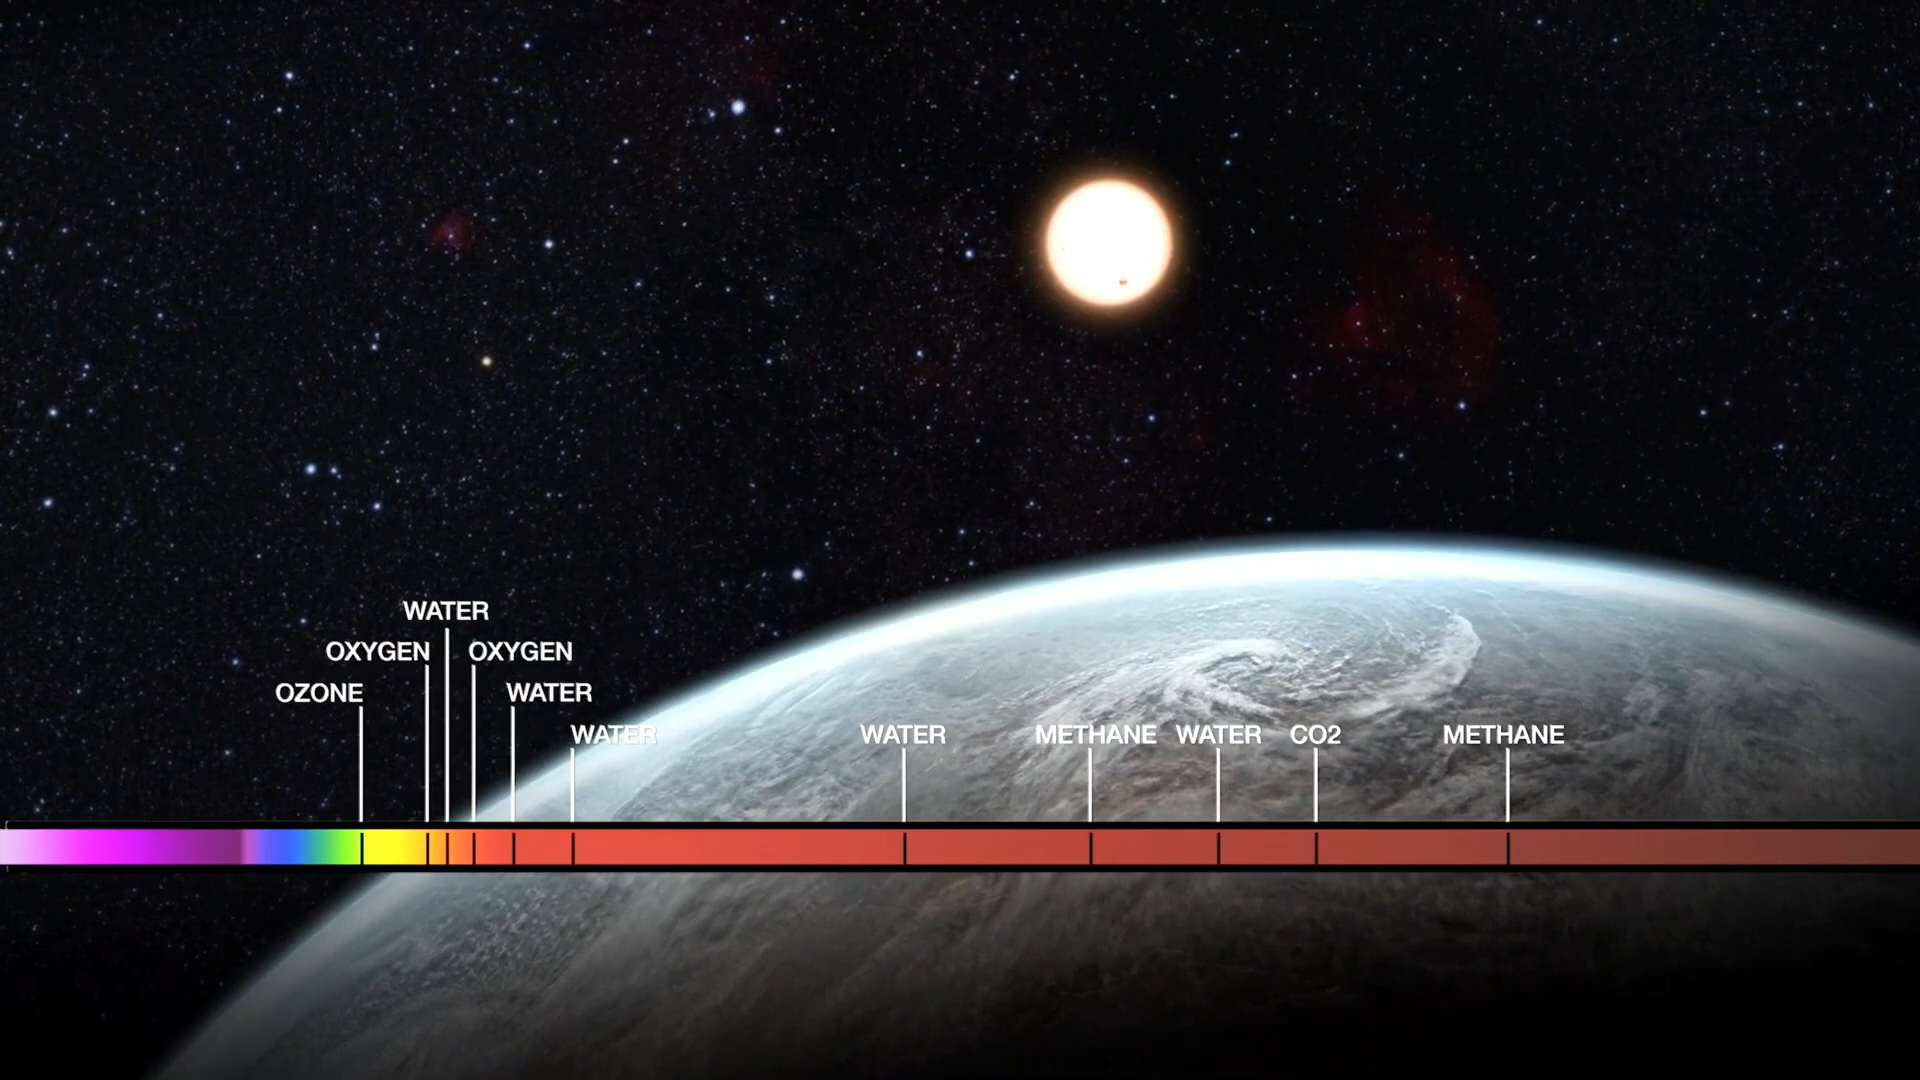 WATER
OXYGEN OXYGEN
OZONE WATER
WATER WATER METHANE WATER CO2 METHANE